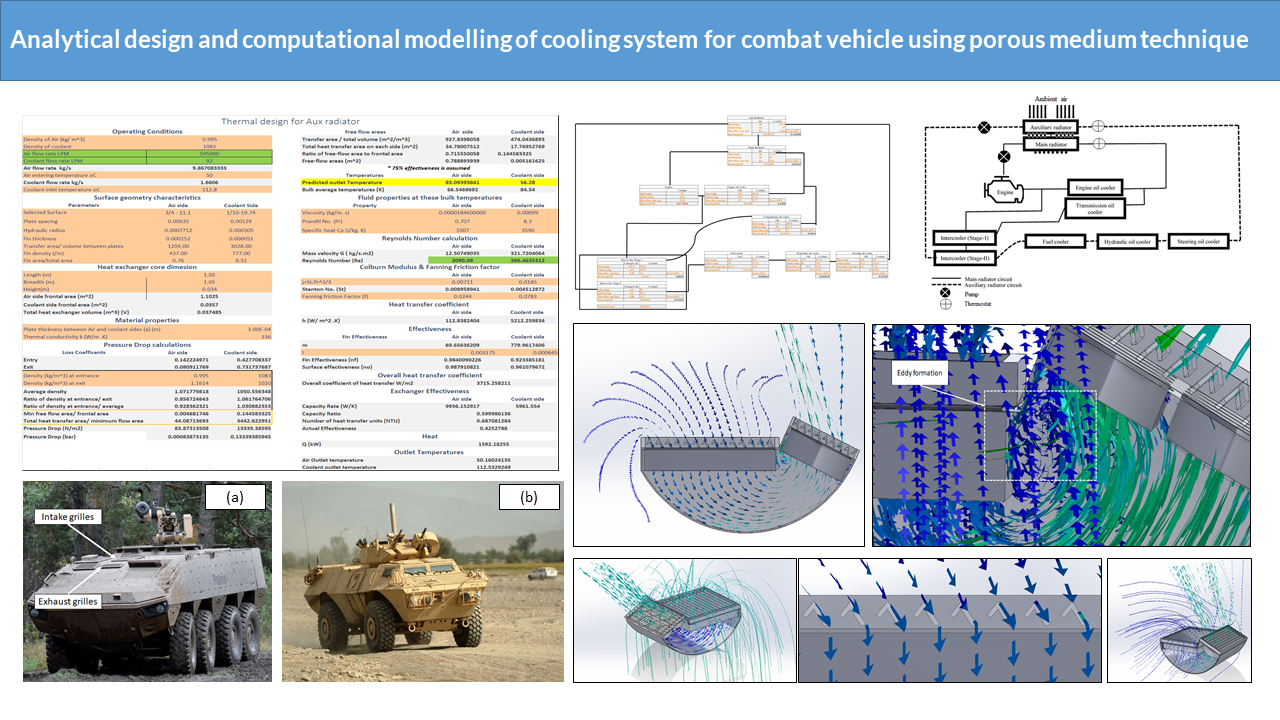 Analytical design and computational modelling of cooling system for combat vehicle using porous medium technique
Thermal design for Aux radiator
Operating Conditions
Density of Air (kg/ m^3) 0.995
Density of coolant 1083
Air flow rate LPM 595000
Coolant flow rate LPM 92
Air flow rate kg/s 9.867083333
Air entering temperature oC 50
Coolant flow rate kg/s 1.6606
Coolant inlet temperature oC 112.8
Surface geometry characteristics
Parameters Air side Coolant Side
Selected Surface 3/4 - 11.1 1/10-19.74
Plate spacing 0.00635 0.00129
Hydraulic radius 0.0007712 0.000305
Fin thickness 0.000152 0.000051
Transfer area/ volume between plates 1204.00 3028.00
Fin density (/m) 437.00 777.00
Fin area/total area 0.76 0.51
Heat exchanger core dimesion
Length (m) 1.05
Breadth (m) 1.05
Height(m) 0.034
Air side frontal area (m^2) 1.1025
Coolant side frontal area (m^2) 0.0357
Total heat exchanger volume (m^3) (V) 0.037485
Material properties
Plate thickness between Air and coolant sides (a) (m) 3.00E-04
Thermal conductivity k (W/m .K) 336
Pressure Drop calculations
Loss Coefficents Air side Coolant side
Entry 0.142224971 0.427708337
Exit 0.080911769 0.731737687
Density (kg/m^3) at entrance 0.995 1083
Density (kg/m^3) at exit 1.1614 1020
Average density 1.071779818 1050.556348
Ratio of density at entrance/ exit 0.856724643 1.061764706
Ratio of density at entrance/ average 0.928362321 1.030882353
Min free flow area/ frontal area 0.004681746 0.144583325
Total heat transfer area/ minimum flow area 44.08713693 3442.622951
Pressure Drop (N/m2) 83.87313508 13339.38595
Pressure Drop (bar) 0.00083873135 0.13339385945
Free flow areas Air side Coolant side
Transfer area / total volume (m^2/m^3) 927.8398058 474.0436893
Total heat transfer area on each side (m^2) 34.78007512 17.76952769
Ratio of free-flow area to frontal area 0.715550058 0.144583325
Free-flow areas (m^2) 0.788893939 0.005161625
* 75% effectiveness is assumed
Temperatures Air side Coolant side
Predicted outlet Temperature 83.09393841 56.28
Bulk average temperatures (K) 66.54696692 84.54
Fluid properties at these bulk temperatures
Property Air side Coolant side
Viscosity (kg/m. s) 0.0000184600000 0.00099
Prandtl No. (Pr) 0.707 8.3
Specific heat Cp (J/kg. K) 1007 3590
Reynolds Number calculation
Air side Coolant side
Mass velocity G ( kg/s.m2) 12.50749035 321.7204064
Reynolds Number (Re) 2090.09 396.4635312
Colburn Modulus & Fanning Friction factor
Air side Coolant side
j=St.Pr^2/3 0.00711 0.0185
Stanton No. (St) 0.008958941 0.004512872
Fanning friction Factor (f) 0.0244 0.0783
Heat transfer coefficient
Air side Coolant side
h (W/ m^2 .K) 112.8382404 5212.259834
Effectiveness
Fin Effectiveness Air side Coolant side
m 69.65636209 779.9617406
l 0.003175 0.000645
Fin Effectiveness (nf) 0.9840090226 0.923385181
Surface effectiveness (no) 0.987910821 0.961079672
Overall heat transfer coefficient
Overall coefficient of heat transfer W/m2 3715.258211
Exchanger Effectiveness
Air side Coolant side
Capacity Rate (W/K) 9936.152917 5961.554
Capacity Ratio 0.599986136
Number of heat transfer units (NTU) 0.687081284
Actual Effectiveness 0.4252788
Heat
Q (kW) 1592.18255
Outlet Temperatures
Air Outlet temperature 50.16024135
Coolant outlet temperature 112.5329249
Ambient air
Auxiliary radiator
Main radiator
Engine
Engine oil cooler
Transmission oil
cooler
Intercooler (Stage-I)
Intercooler (Stage-II)
Fuel cooler
Hydraulic oil cooler
Steering oil cooler
Main radiator circuit
Auxiliary radiator circuit
Pump
Thermostat
Eddy formation
(a)
Intake grilles
Exhaust grilles
(b)